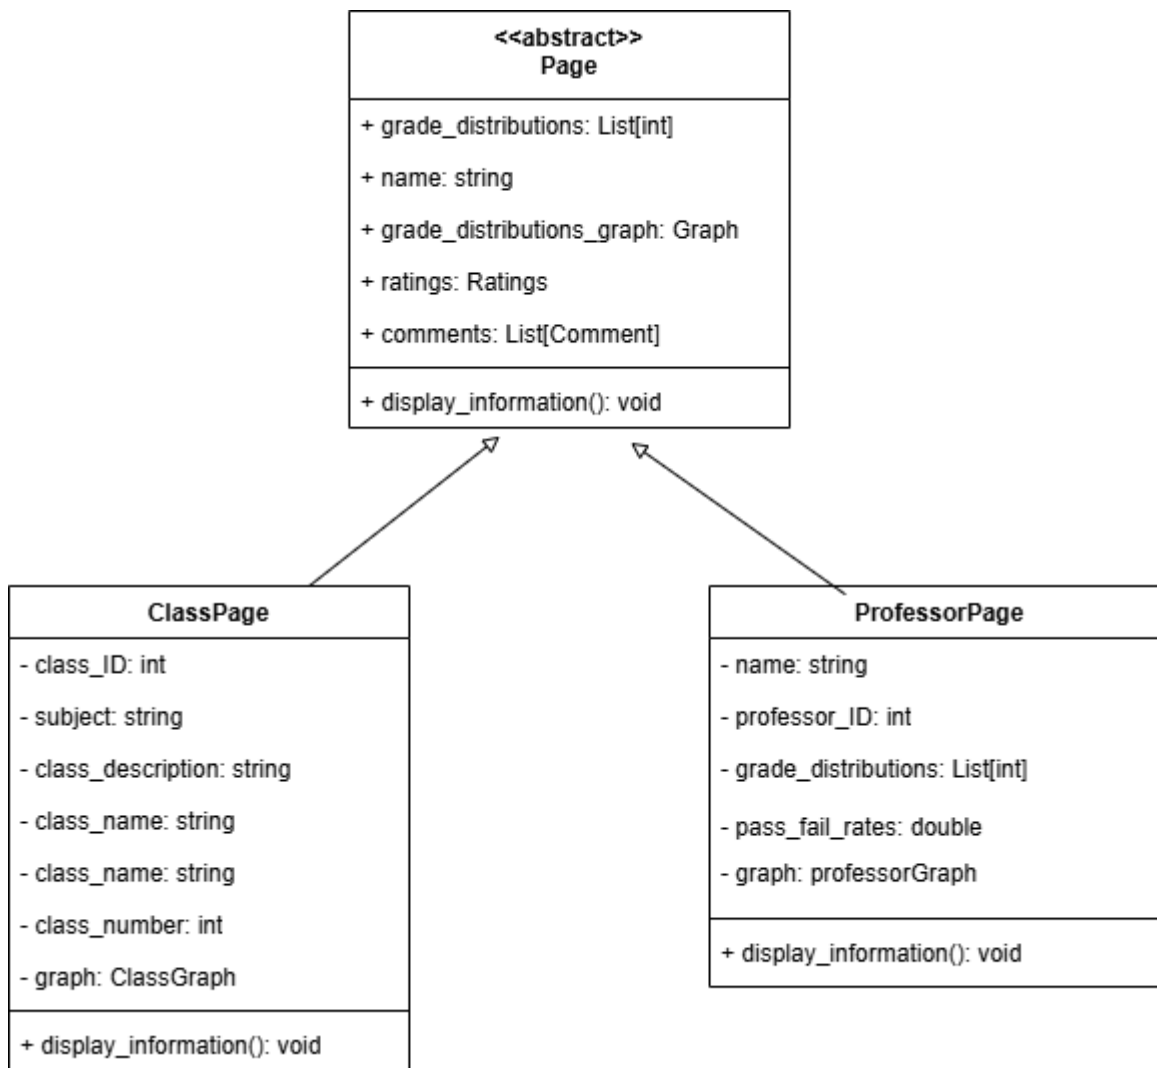 <<abstract>>
Page
+ grade_distributions: List[int]
+ name: string
+ grade_distributions_graph: Graph
+ ratings: Ratings
+ comments: List[Comment]
+ display_information(): void
ClassPage
- class_ID: int
- subject: string
- class_description: string
- class_name: string
- class_name: string
- class_number: int
- graph: ClassGraph
+ display_information(): void
ProfessorPage
- name: string
- professor_ID: int
- grade_distributions: List[int]
- pass_fail_rates: double
- graph: professorGraph
+ display_information(): void